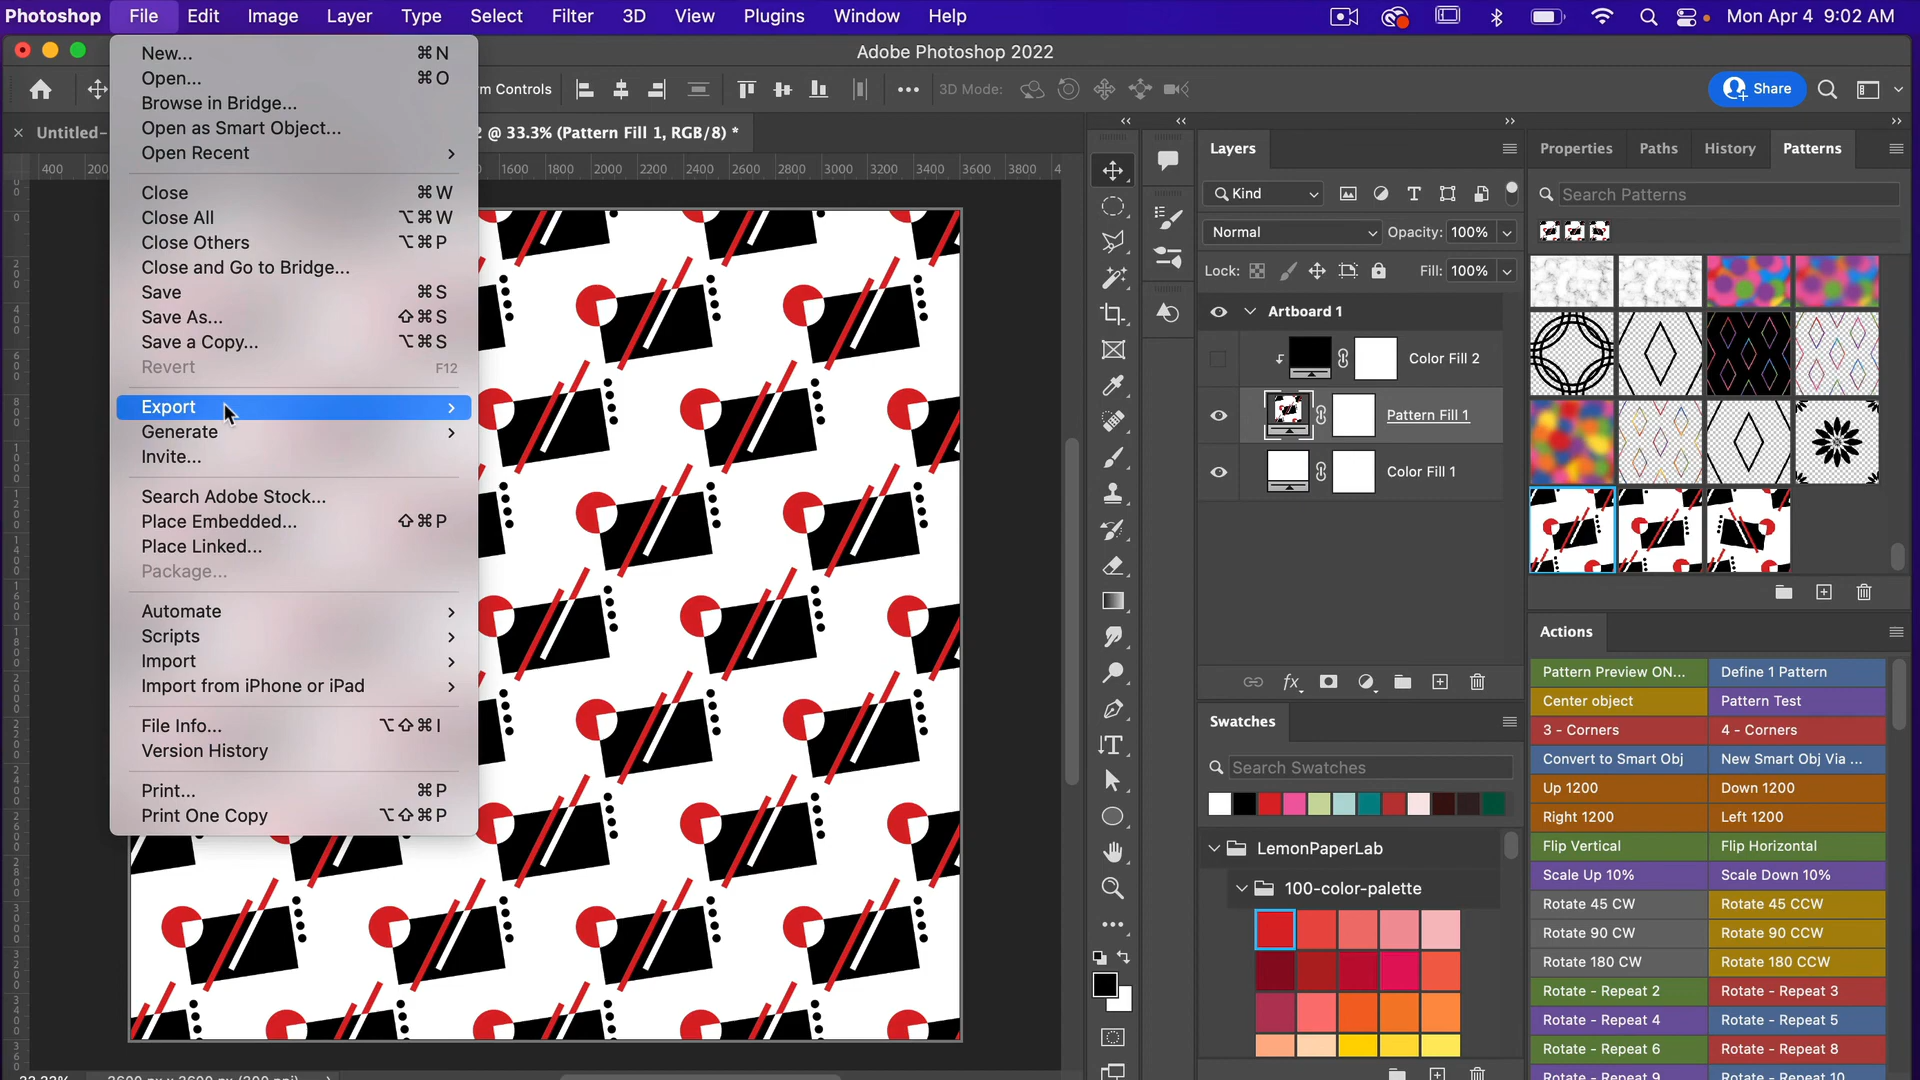 Photoshop File Edit Image Layer Type Select Filter 3D View Plugins Window Help Mon Apr 4 9:02 AM
Adobe Photoshop 2022
m Controls 3D Mode: Share
Untitled- 2 @ 33.3% (Pattern Fill 1, RGB/8) *
400 200 1600 1800 2000 2200 2400 2600 2800 3000 3200 3400 3600 3800 4
New... ⌘N
Open... ⌘O
Browse in Bridge...
Open as Smart Object...
Open Recent
Close ⌘W
Close All ⌥⌘W
Close Others ⌥⌘P
Close and Go to Bridge...
Save ⌘S
Save As... ⇧⌘S
Save a Copy... ⌥⌘S
Revert F12
Export
Generate
Invite...
Search Adobe Stock...
Place Embedded... ⇧⌘P
Place Linked...
Package...
Automate
Scripts
Import
Import from iPhone or iPad
File Info... ⌥⇧⌘I
Version History
Print... ⌘P
Print One Copy ⌥⇧⌘P
Layers
Kind
Normal Opacity: 100%
Lock: Fill: 100%
Artboard 1
Color Fill 2
Pattern Fill 1
Color Fill 1
Swatches
Search Swatches
LemonPaperLab
100-color-palette
Properties Paths History Patterns
Search Patterns
Actions
Pattern Preview ON... Define 1 Pattern
Center object Pattern Test
3 - Corners 4 - Corners
Convert to Smart Obj New Smart Obj Via ...
Up 1200 Down 1200
Right 1200 Left 1200
Flip Vertical Flip Horizontal
Scale Up 10% Scale Down 10%
Rotate 45 CW Rotate 45 CCW
Rotate 90 CW Rotate 90 CCW
Rotate 180 CW Rotate 180 CCW
Rotate - Repeat 2 Rotate - Repeat 3
Rotate - Repeat 4 Rotate - Repeat 5
Rotate - Repeat 6 Rotate - Repeat 8
Rotate - Repeat 9 Rotate - Repeat 10